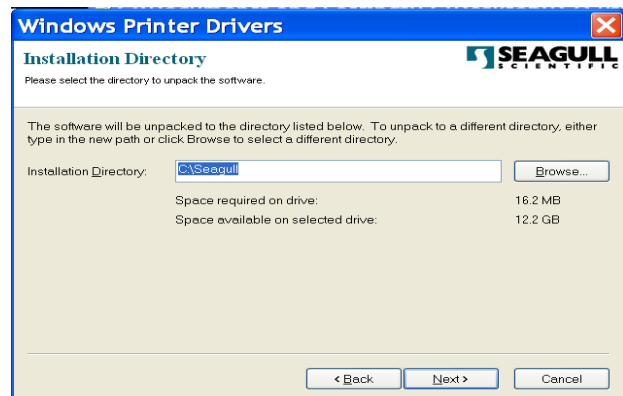 Windows Printer Drivers
Installation Directory
SEAGULL
SCIENTIFIC
Please select the directory to unpack the software.
The software will be unpacked to the directory listed below. To unpack to a different directory, either
type in the new path or click Browse to select a different directory.
Installation Directory: C:\Seagull Browse...
Space required on drive: 16.2 MB
Space available on selected drive: 12.2 GB
< Back Next > Cancel